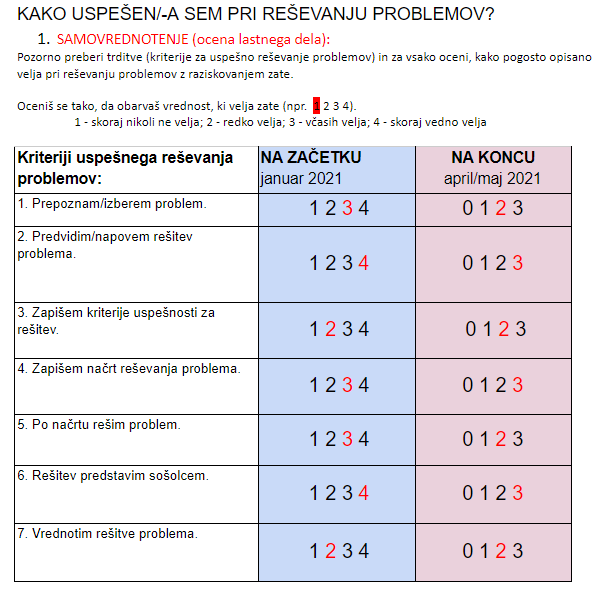 KAKO USPEŠEN/-A SEM PRI REŠEVANJU PROBLEMOV?
1. SAMOVREDNOTENJE (ocena lastnega dela):
Pozorno preberi trditve (kriterije za uspešno reševanje problemov) in za vsako oceni, kako pogosto opisano
velja pri reševanju problemov z raziskovanjem zate.
Oceniš se tako, da obarvaš vrednost, ki velja zate (npr. 1 2 3 4).
1 - skoraj nikoli ne velja; 2 - redko velja; 3 - včasih velja; 4 - skoraj vedno velja
Kriteriji uspešnega reševanja
problemov:
NA ZAČETKU
januar 2021
NA KONCU
april/maj 2021
1. Prepoznam/izberem problem.
1 2 3 4
0 1 2 3
2. Predvidim/napovem rešitev
problema.
1 2 3 4
0 1 2 3
3. Zapišem kriterije uspešnosti za
rešitev.
1 2 3 4
0 1 2 3
4. Zapišem načrt reševanja problema.
1 2 3 4
0 1 2 3
5. Po načrtu rešim problem.
1 2 3 4
0 1 2 3
6. Rešitev predstavim sošolcem.
1 2 3 4
0 1 2 3
7. Vrednotim rešitve problema.
1 2 3 4
0 1 2 3